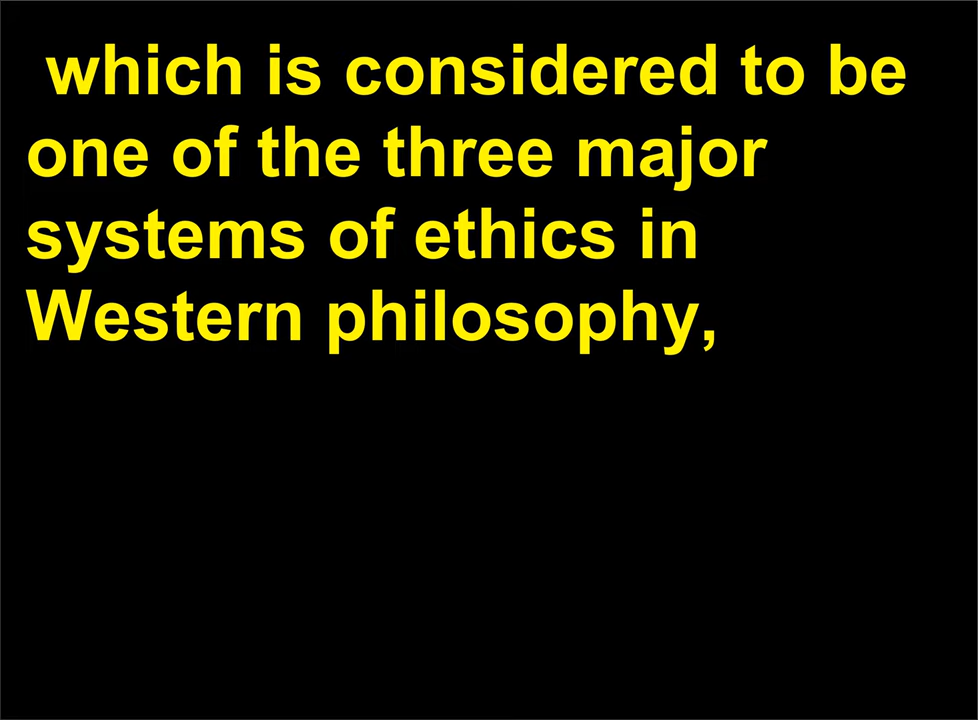 which is considered to be
one of the three major
systems of ethics in
Western philosophy,